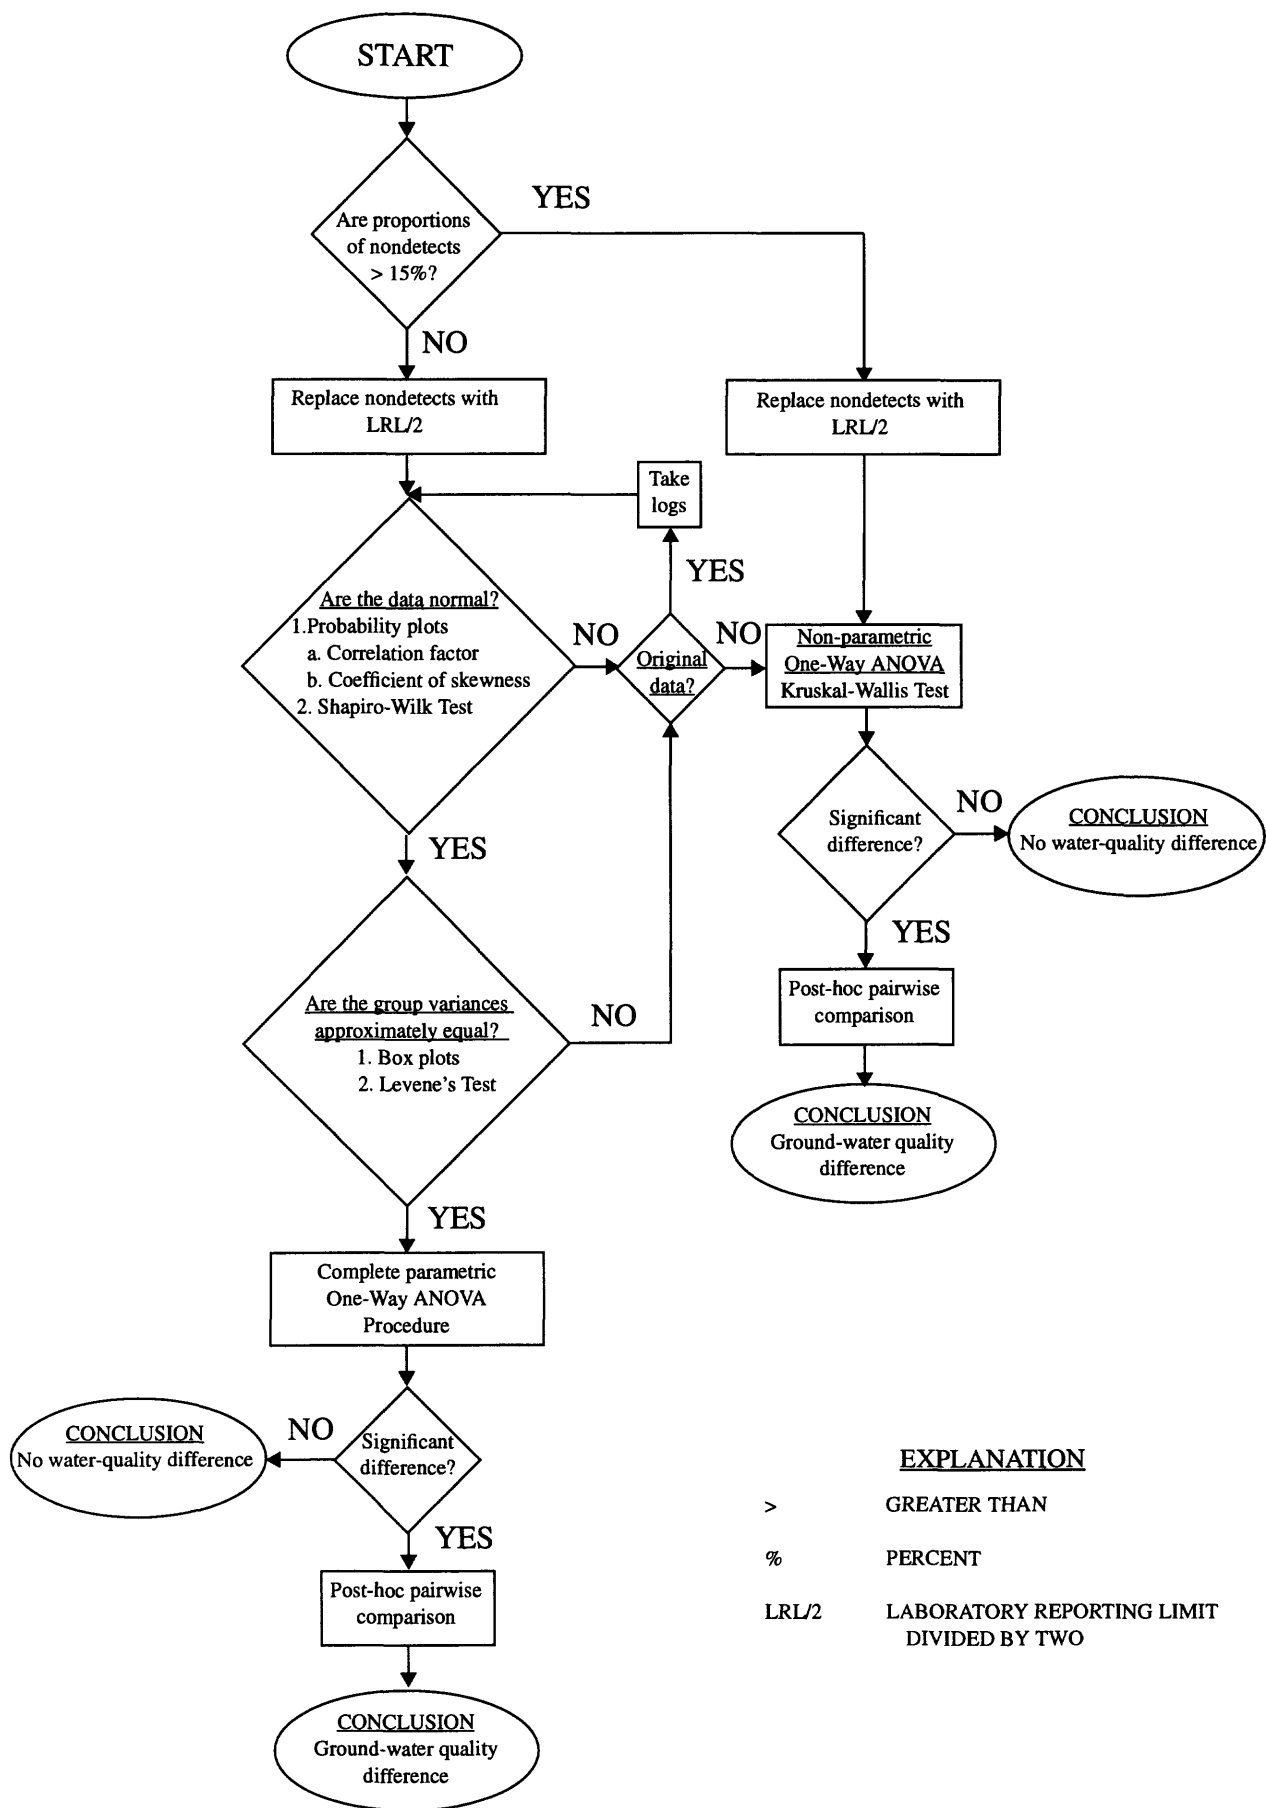 START
YES
Are proportions
of nondetects
> 15%?
NO
Replace nondetects with
LRL/2
Replace nondetects with
LRL/2
Take
logs
YES
Are the data normal?
1.Probability plots
a. Correlation factor
b. Coefficient of skewness
2. Shapiro-Wilk Test
NO
Original
data?
NO
Non-parametric
One-Way ANOVA
Kruskal-Wallis Test
Significant
difference?
NO
CONCLUSION
No water-quality difference
YES
Post-hoc pairwise
comparison
CONCLUSION
Ground-water quality
difference
YES
Are the group variances
approximately equal?
1. Box plots
2. Levene's Test
NO
YES
Complete parametric
One-Way ANOVA
Procedure
Significant
difference?
NO
CONCLUSION
No water-quality difference
YES
Post-hoc pairwise
comparison
CONCLUSION
Ground-water quality
difference
EXPLANATION
> GREATER THAN
% PERCENT
LRL/2 LABORATORY REPORTING LIMIT
DIVIDED BY TWO